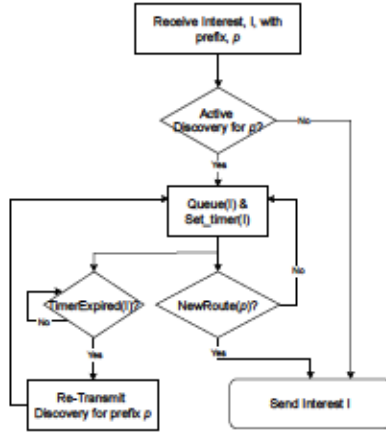 Receive Interest, I, with
prefix, p
Active
Discovery for p?
No
Yes
Queue(I) &
Set_timer(I)
TimerExpired(I)?
NewRoute(p)?
No
No
Yes
Yes
Re-Transmit
Discovery for prefix p
Send Interest I